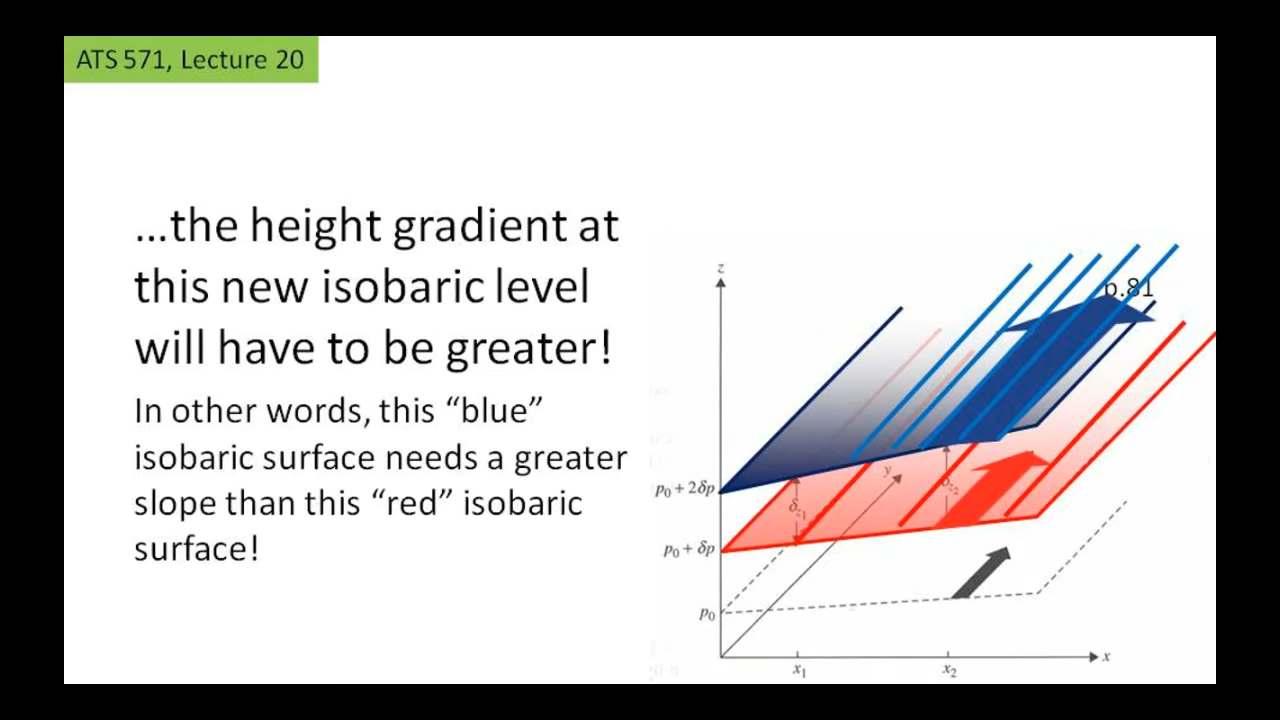 ATS 571, Lecture 20
…the height gradient at
this new isobaric level
will have to be greater!
In other words, this “blue”
isobaric surface needs a greater
slope than this “red” isobaric
surface!
z
p.81
y
p₀ + 2δp
δz₁
δz₂
p₀ + δp
p₀
x
x₁
x₂